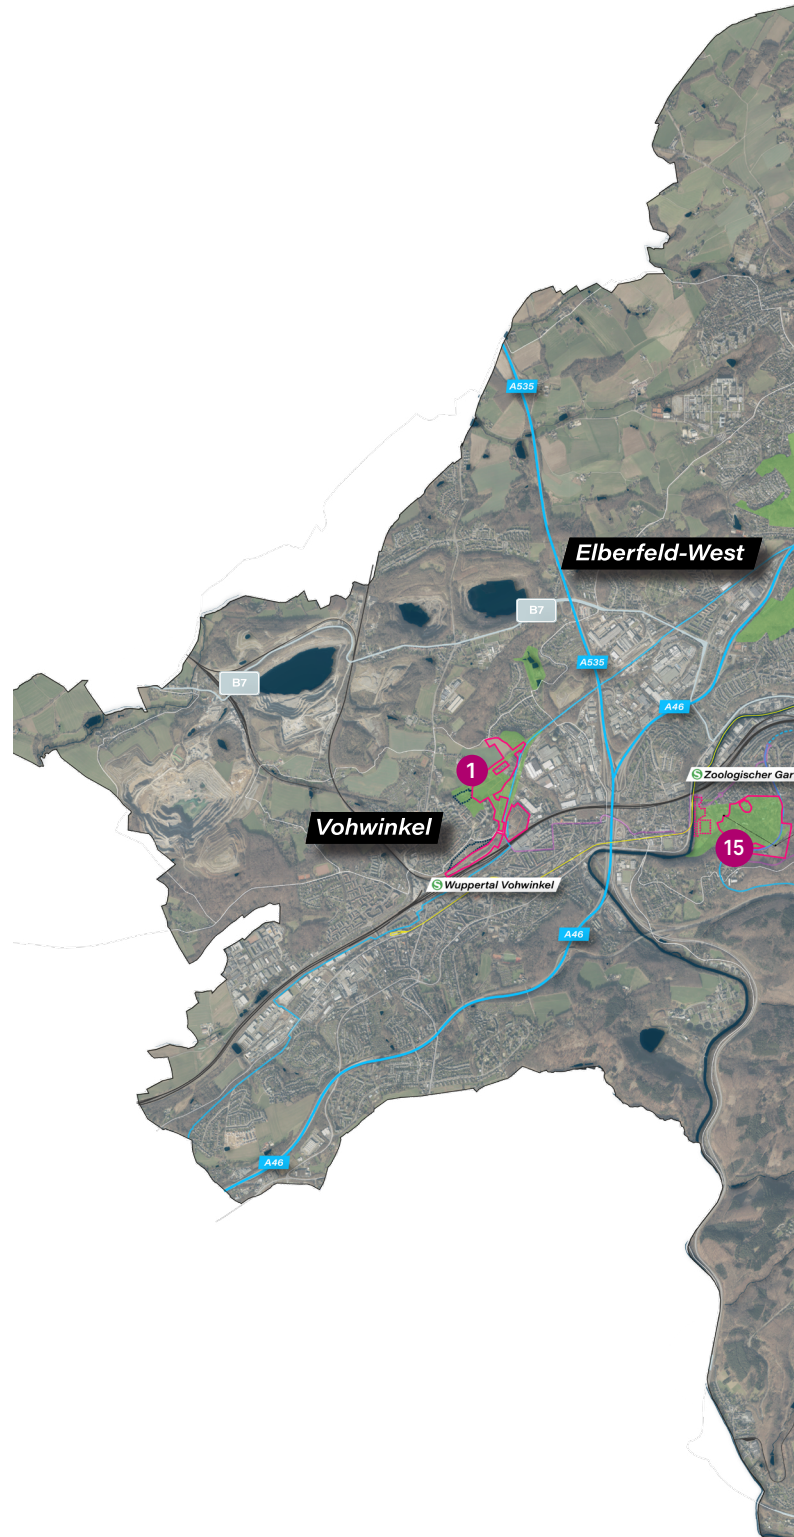 A535
Elberfeld-West
B7
A535
B7
A46
1
S Zoologischer Gar
Vohwinkel
15
S Wuppertal Vohwinkel
A46
A46